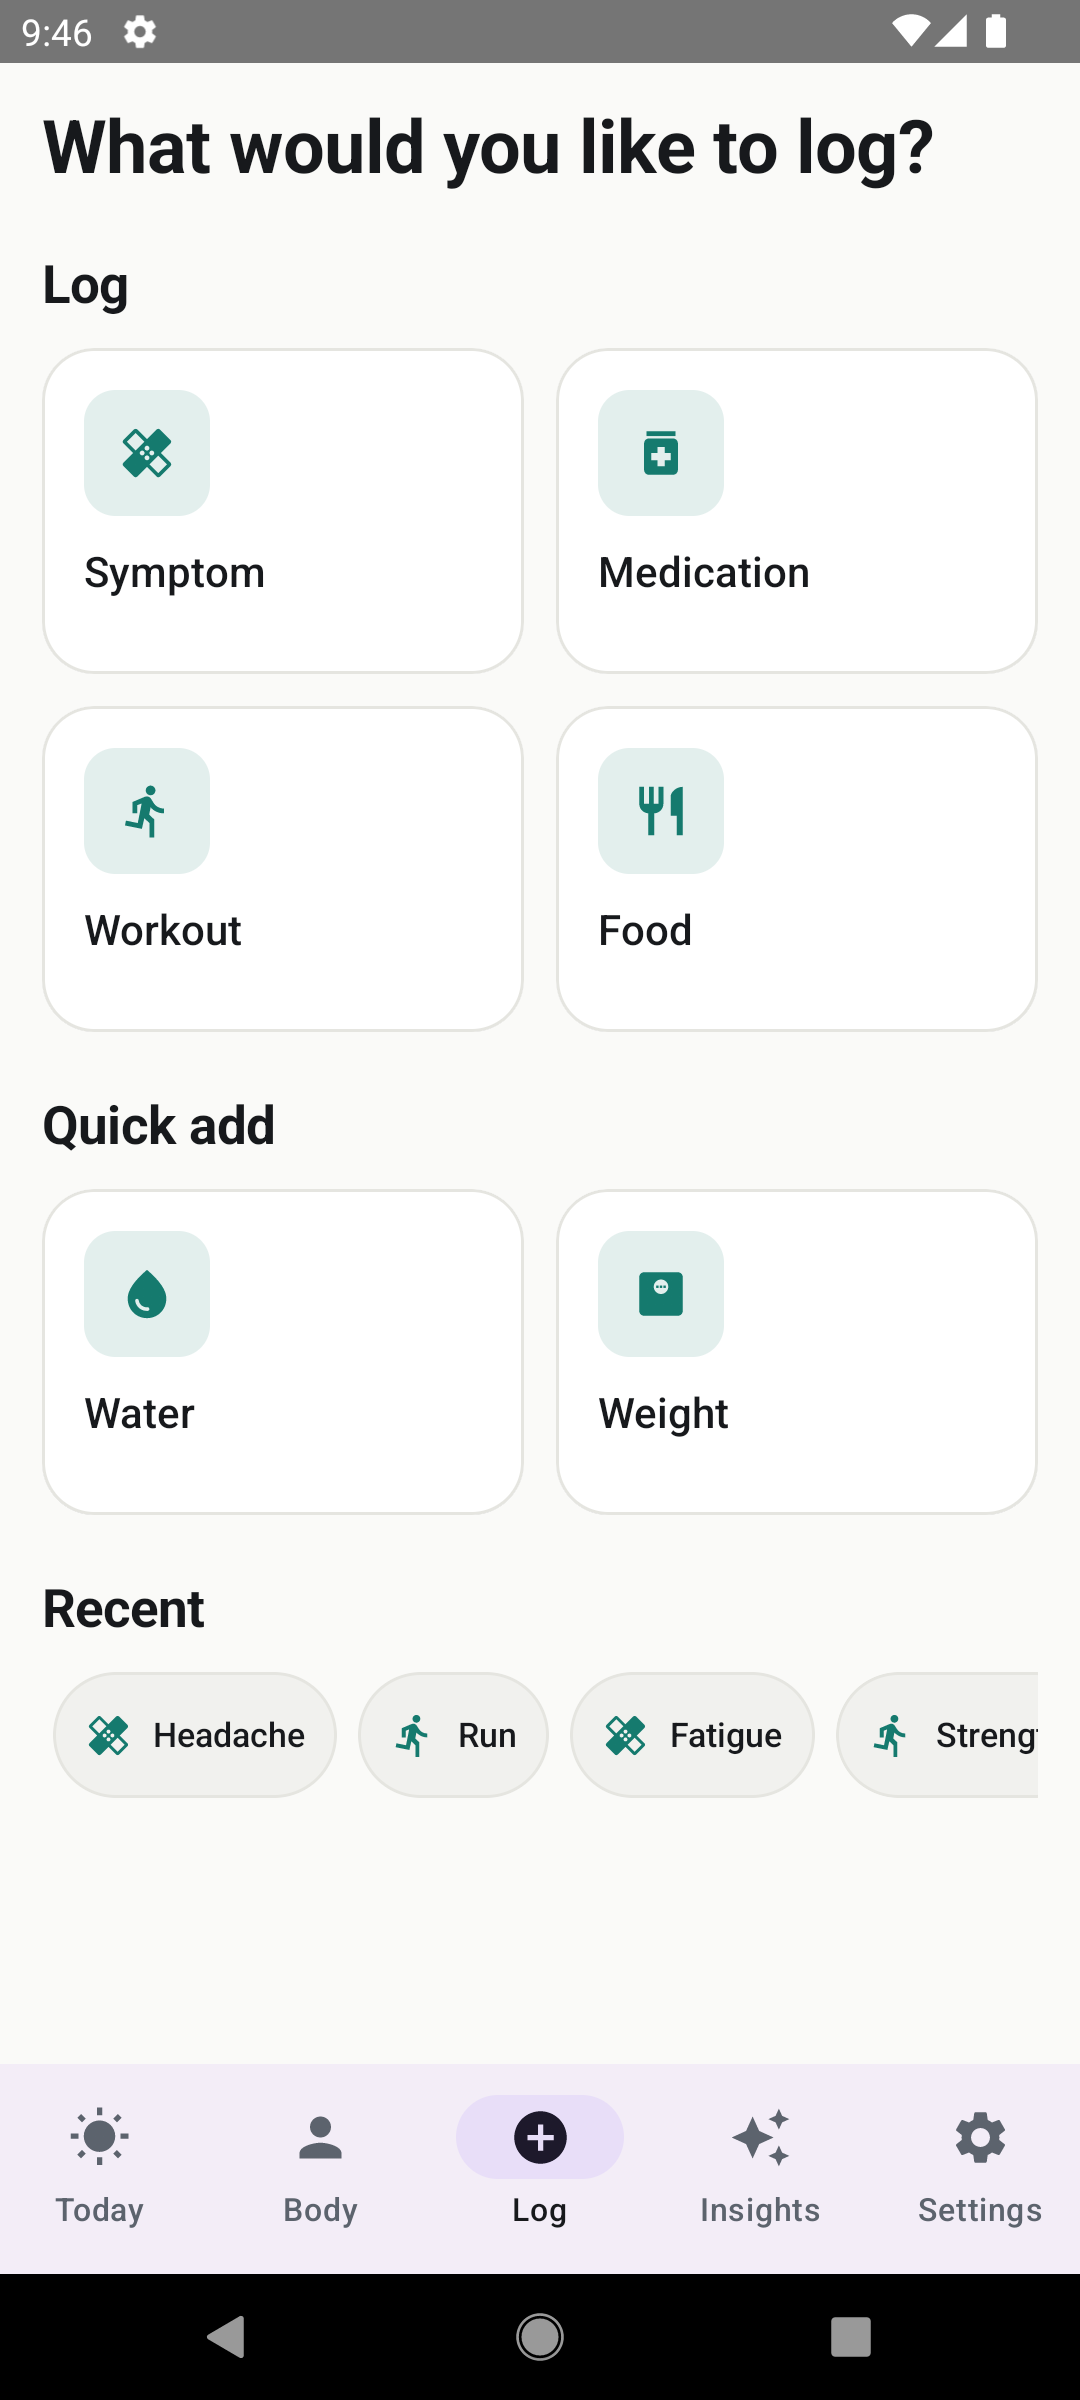 9:46
What would you like to log?
Log
Symptom
Medication
Workout
Food
Quick add
Water
Weight
Recent
Headache
Run
Fatigue
Streng
Today
Body
Log
Insights
Settings